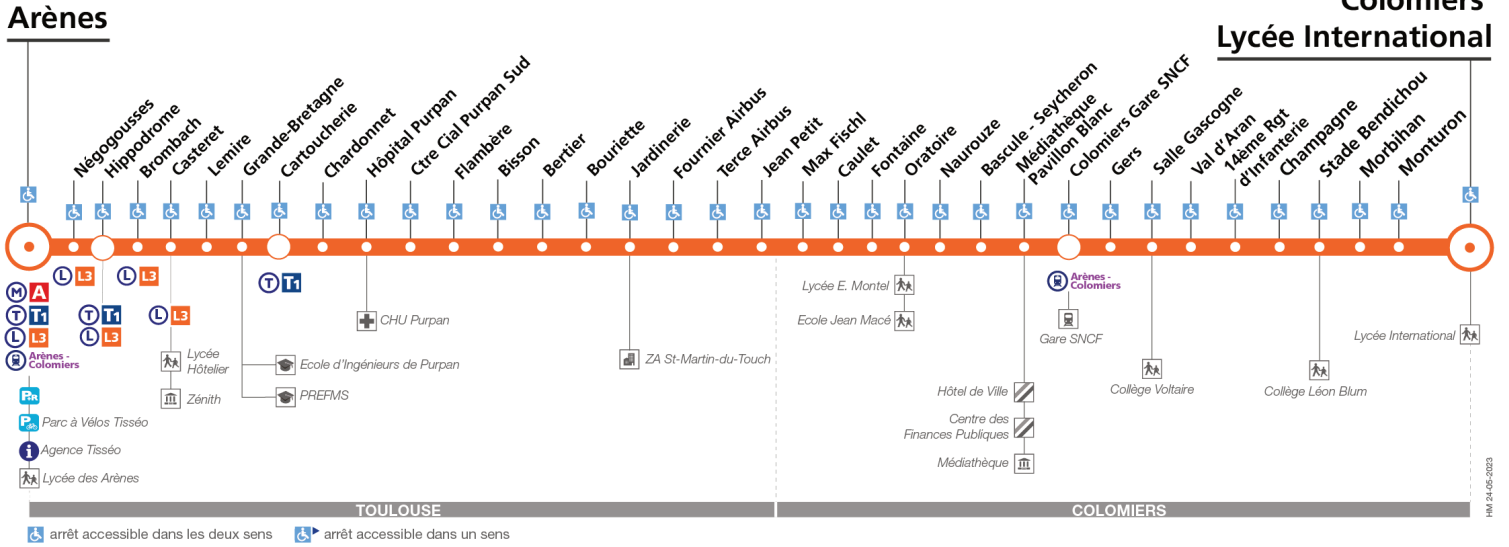 Arènes
Colomiers
Lycée International
Négogousses
Hippodrome
Brombach
Casteret
Lemire
Grande-Bretagne
Cartoucherie
Chardonnet
Hôpital Purpan
Ctre Cial Purpan Sud
Flambère
Bisson
Bertier
Bouriette
Jardinerie
Fournier Airbus
Terce Airbus
Jean Petit
Max Fischl
Caulet
Fontaine
Oratoire
Naurouze
Bascule - Seycheron
Médiathèque
Pavillon Blanc
Colomiers Gare SNCF
Gers
Salle Gascogne
Val d'Aran
14ème Rgt
d'Infanterie
Champagne
Stade Bendichou
Morbihan
Monturon
M A
T T1
L L3
Arènes -
Colomiers
P+R
P
Parc à Vélos Tisséo
i Agence Tisséo
Lycée des Arènes
L L3
T T1
L L3
L L3
L L3
Lycée
Hôtelier
Zénith
T T1
Ecole d'Ingénieurs de Purpan
PREFMS
CHU Purpan
ZA St-Martin-du-Touch
Lycée E. Montel
Ecole Jean Macé
Hôtel de Ville
Centre des
Finances Publiques
Médiathèque
Arènes -
Colomiers
Gare SNCF
Collège Voltaire
Collège Léon Blum
Lycée International
TOULOUSE
COLOMIERS
arrêt accessible dans les deux sens
arrêt accessible dans un sens
HM 24-05-2023